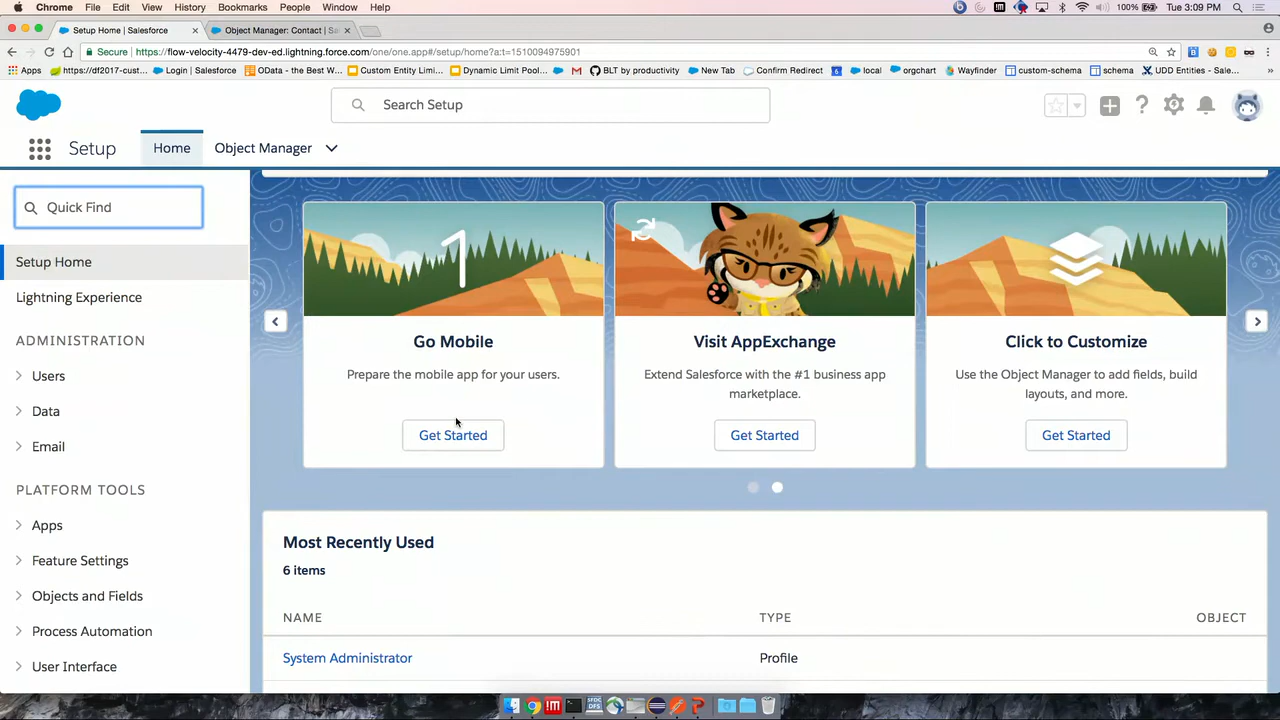 Chrome File Edit View History Bookmarks People Window Help 100% Tue 3:09 PM
Setup Home | Salesforce Object Manager: Contact | S
Secure https://flow-velocity-4479-dev-ed.lightning.force.com/one/one.app#/setup/home?a:t=1510094975901
Apps https://df2017-cust... Login | Salesforce OData — the Best W... Custom Entity Limi... Dynamic Limit Pool... BLT by productivity New Tab Confirm Redirect 6 local orgchart Wayfinder custom-schema schema UDD Entities - Sale... »
Search Setup
Setup Home Object Manager
Quick Find
Setup Home
Lightning Experience
ADMINISTRATION
Users
Data
Email
PLATFORM TOOLS
Apps
Feature Settings
Objects and Fields
Process Automation
User Interface
1
Go Mobile
Prepare the mobile app for your users.
Get Started
Visit AppExchange
Extend Salesforce with the #1 business app
marketplace.
Get Started
Click to Customize
Use the Object Manager to add fields, build
layouts, and more.
Get Started
Most Recently Used
6 items
NAME TYPE OBJECT
System Administrator Profile